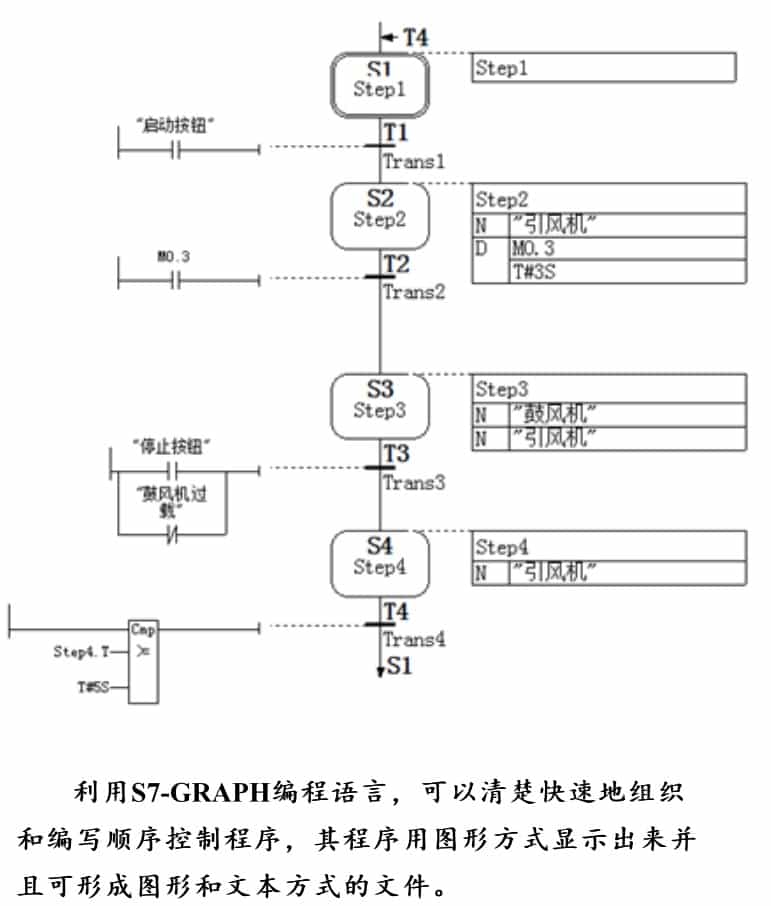 T4
S1
Step1
Step1
"启动按钮"
T1
Trans1
S2
Step2
Step2
N "引风机"
D M0.3
T#3S
M0.3
T2
Trans2
S3
Step3
Step3
N "鼓风机"
N "引风机"
"停止按钮"
T3
Trans3
"鼓风机过
载"
S4
Step4
Step4
N "引风机"
T4
Trans4
Cmp
Step4.T >=
T#5S
S1
利用S7-GRAPH编程语言，可以清楚快速地组织
和编写顺序控制程序，其程序用图形方式显示出来并
且可形成图形和文本方式的文件。